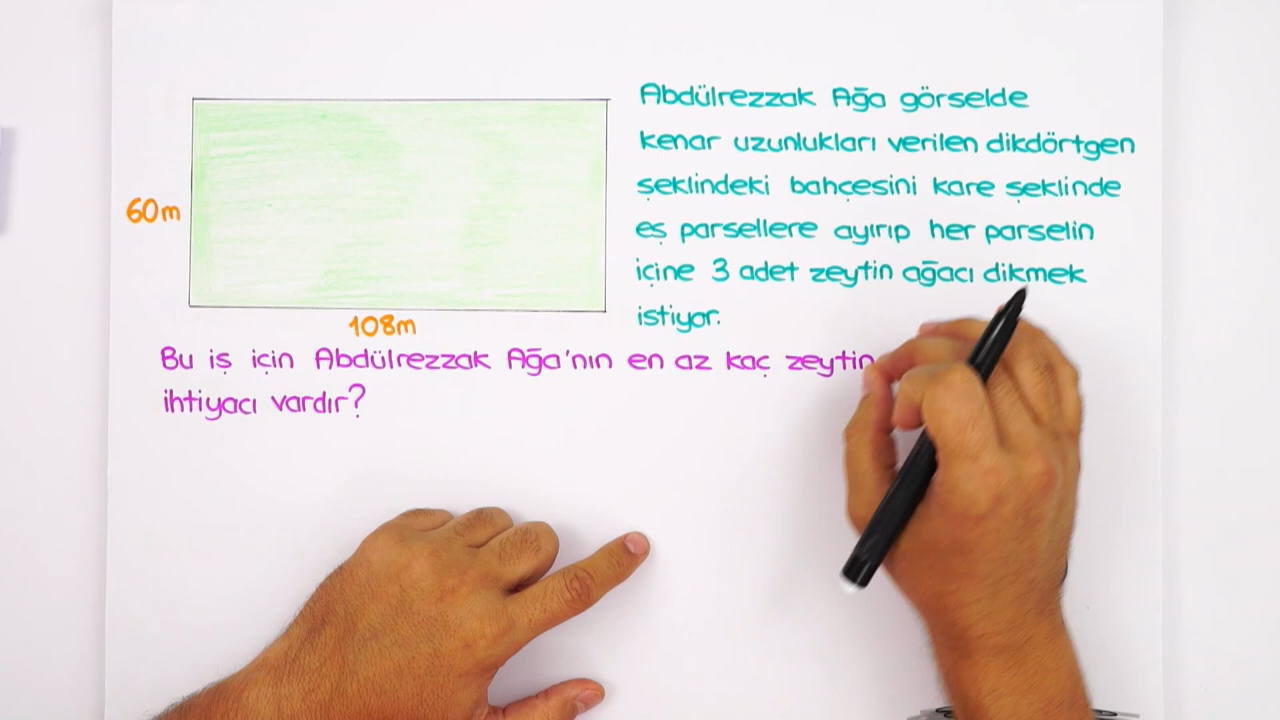 Abdülrezzak Ağa görselde
kenar uzunlukları verilen dikdörtgen
şeklindeki bahçesini kare şeklinde
eş parsellere ayırıp her parselin
içine 3 adet zeytin ağacı dikmek
istiyor.
60m
108m
Bu iş için Abdülrezzak Ağa'nın en az kaç zeytin
ihtiyacı vardır?